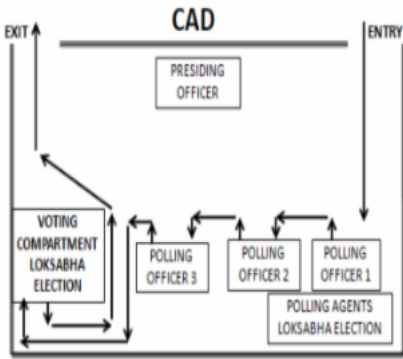 CAD
EXIT
ENTRY
PRESIDING
OFFICER
VOTING
COMPARTMENT
LOKSABHA
ELECTION
POLLING
OFFICER 3
POLLING
OFFICER 2
POLLING
OFFICER 1
POLLING AGENTS
LOKSABHA ELECTION